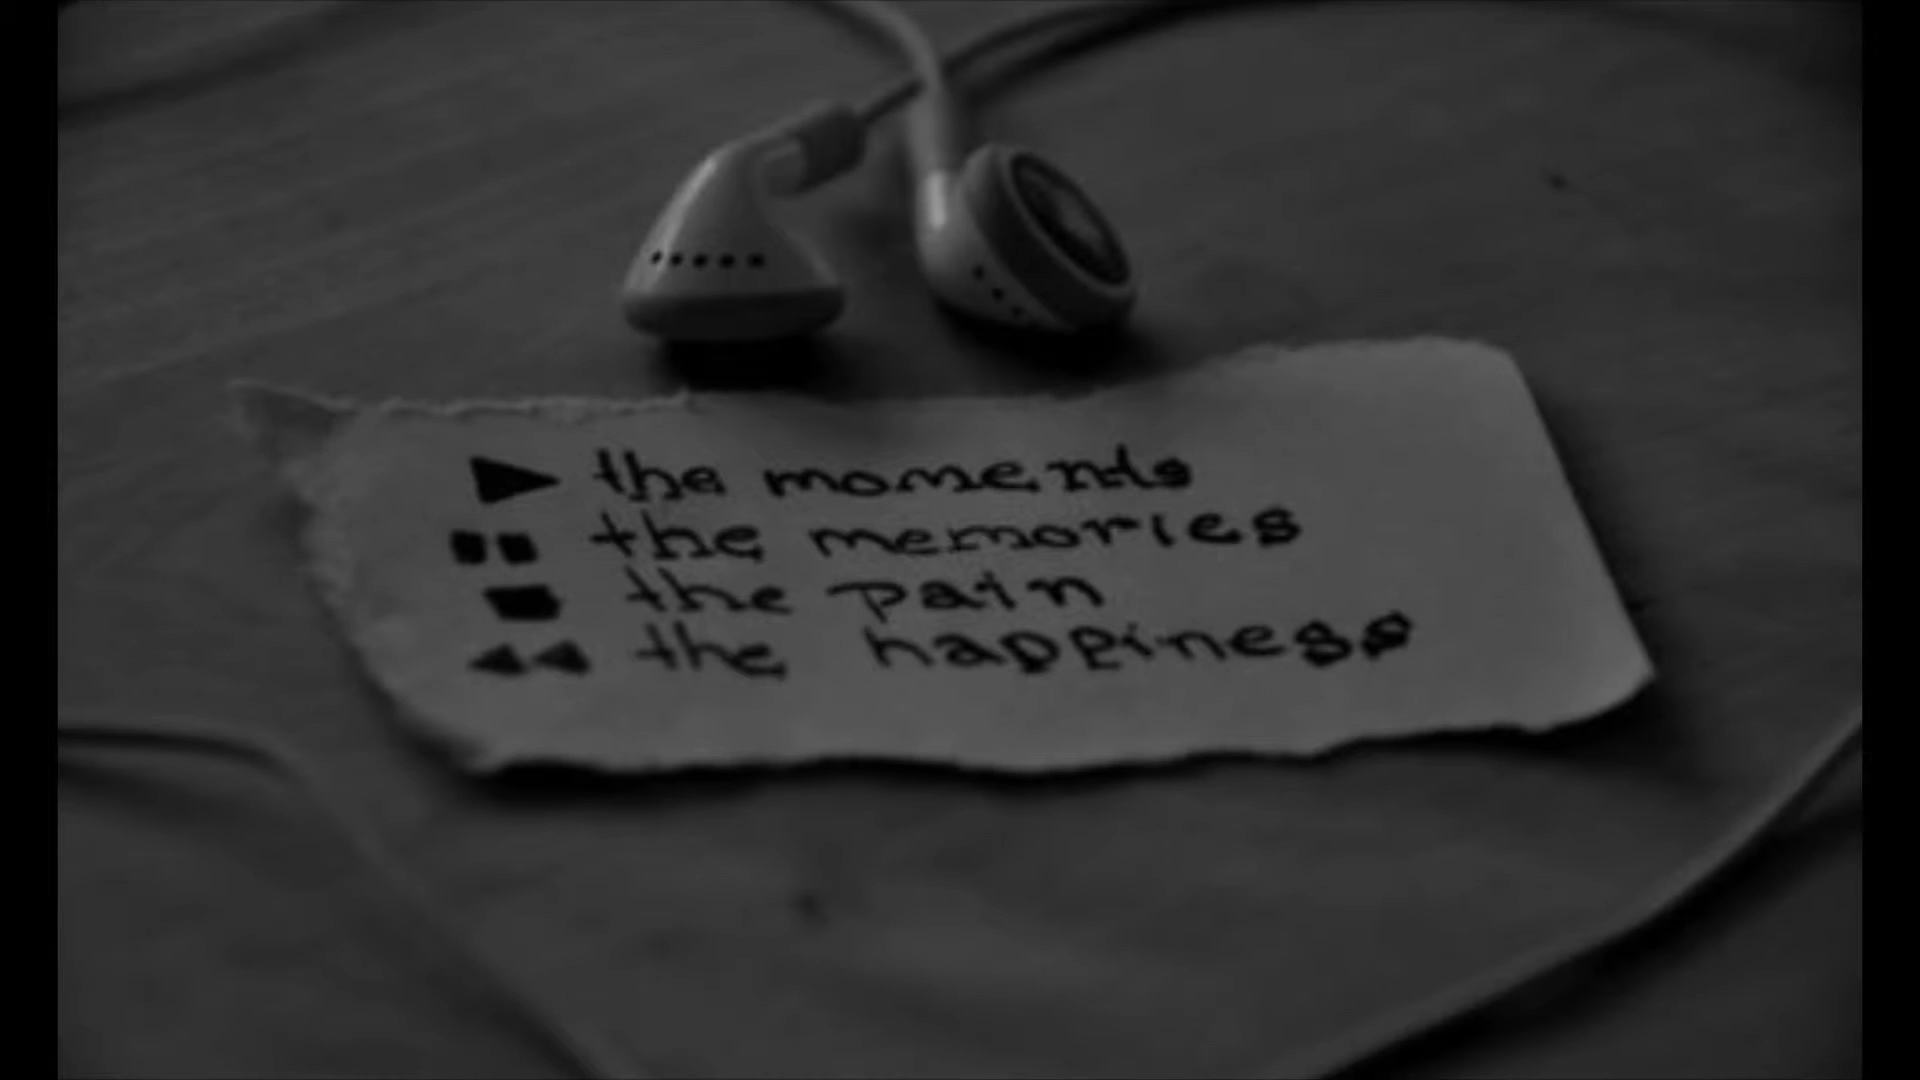 ▶ the moments
▮▮ the memories
■ the pain
◀◀ the happiness